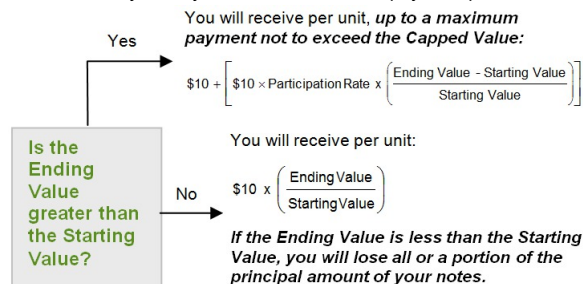 You will receive per unit, up to a maximum
payment not to exceed the Capped Value:
Yes
$10 + [ $10 × Participation Rate x ( Ending Value - Starting Value / Starting Value ) ]
Is the
Ending
Value
greater than
the Starting
Value?
No
You will receive per unit:
$10 x ( Ending Value / Starting Value )
If the Ending Value is less than the Starting
Value, you will lose all or a portion of the
principal amount of your notes.